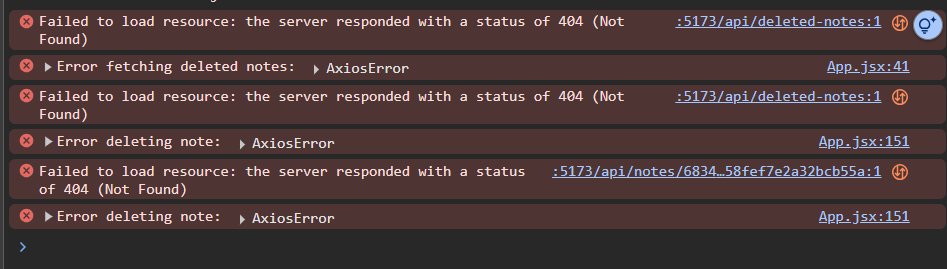 Failed to load resource: the server responded with a status of 404 (Not :5173/api/deleted-notes:1
Found)
Error fetching deleted notes: AxiosError App.jsx:41
Failed to load resource: the server responded with a status of 404 (Not :5173/api/deleted-notes:1
Found)
Error deleting note: AxiosError App.jsx:151
Failed to load resource: the server responded with a status :5173/api/notes/6834…58fef7e2a32bcb55a:1
of 404 (Not Found)
Error deleting note: AxiosError App.jsx:151